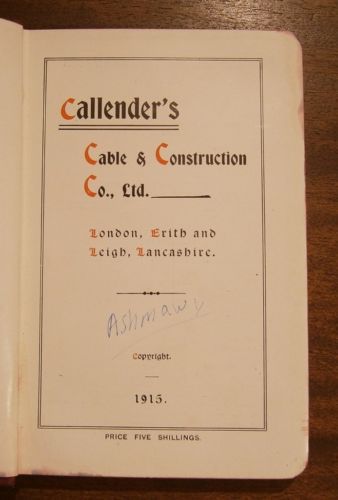 Callender's
Cable & Construction
Co., Ltd.
London, Erith and
Leigh, Lancashire.
Ashmawy
Copyright.
1915.
PRICE FIVE SHILLINGS.